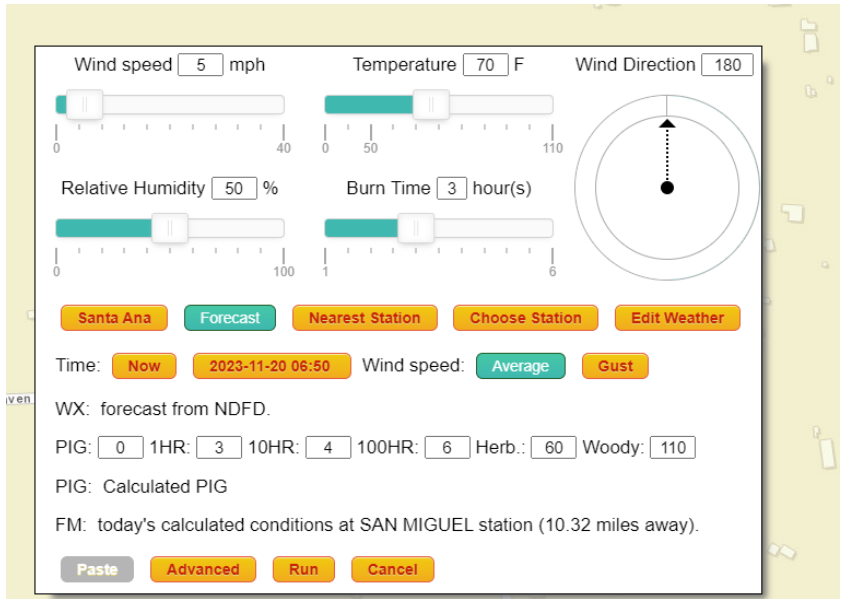 Wind speed 5 mph
Temperature 70 F
Wind Direction 180
0 40
0 50 110
Relative Humidity 50 %
Burn Time 3 hour(s)
0 100
1 6
Santa Ana Forecast Nearest Station Choose Station Edit Weather
Time: Now 2023-11-20 06:50 Wind speed: Average Gust
ven
WX: forecast from NDFD.
PIG: 0 1HR: 3 10HR: 4 100HR: 6 Herb.: 60 Woody: 110
PIG: Calculated PIG
FM: today's calculated conditions at SAN MIGUEL station (10.32 miles away).
Paste Advanced Run Cancel